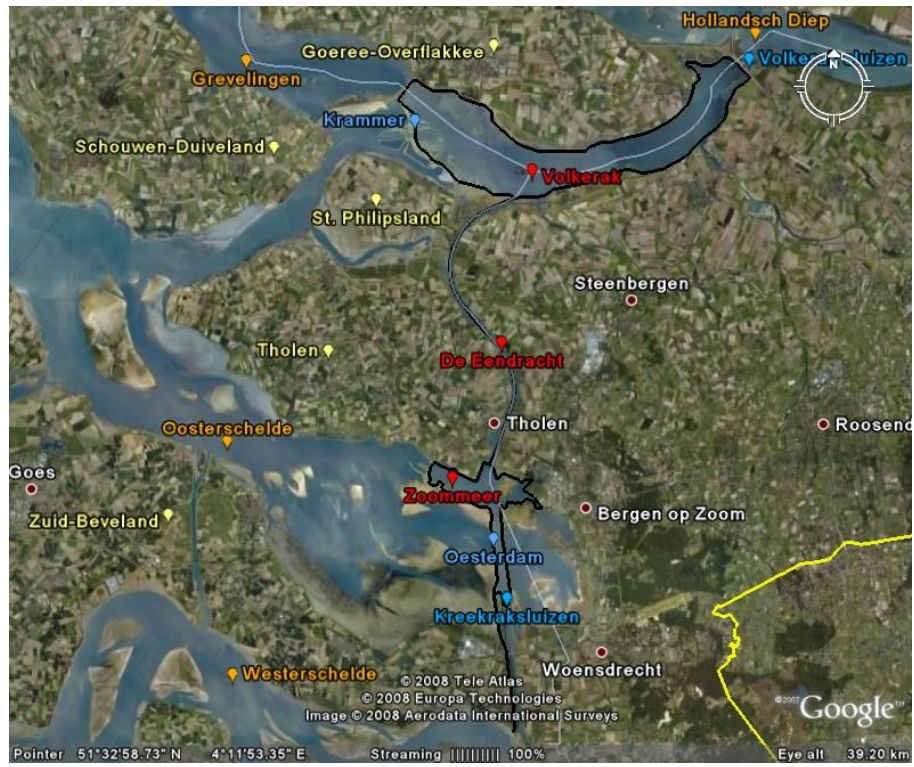 Hollandsch Diep
Goeree-Overflakkee
Volkeraksluizen
Grevelingen
N
Krammer
Schouwen-Duiveland
Volkerak
St. Philipsland
Steenbergen
De Eendracht
Tholen
Tholen
Roosend
Oosterschelde
Goes
Zoommeer
Bergen op Zoom
Zuid-Beveland
Oesterdam
Kreekraksluizen
Woensdrecht
Westerschelde
© 2008 Tele Atlas
© 2008 Europa Technologies
Image © 2008 Aerodata International Surveys
©2007 Google™
Pointer 51°32'58.73" N 4°11'53.35" E Streaming |||||||||| 100% Eye alt 39.20 km